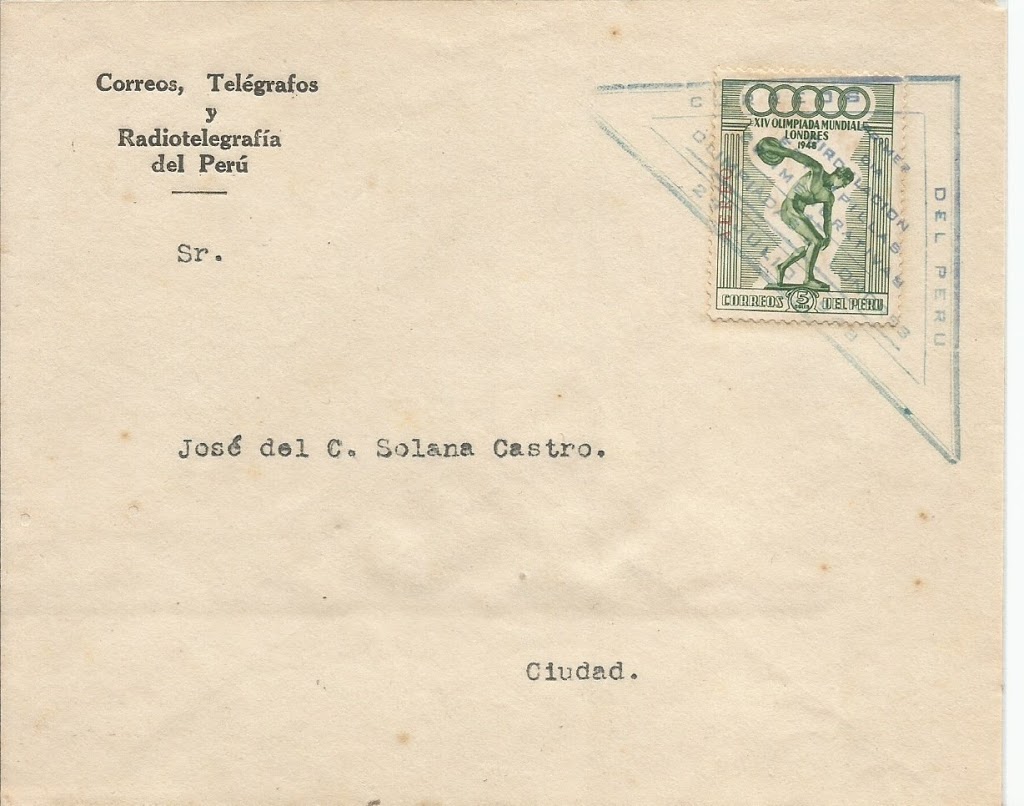 Correos, Telégrafos
y
Radiotelegrafía
del Perú
Sr.
José del C. Solana Castro.
Ciudad.
XIV OLIMPIADA MUNDIAL
LONDRES
1948
CORREOS 5 DEL PERU
DEL PERU